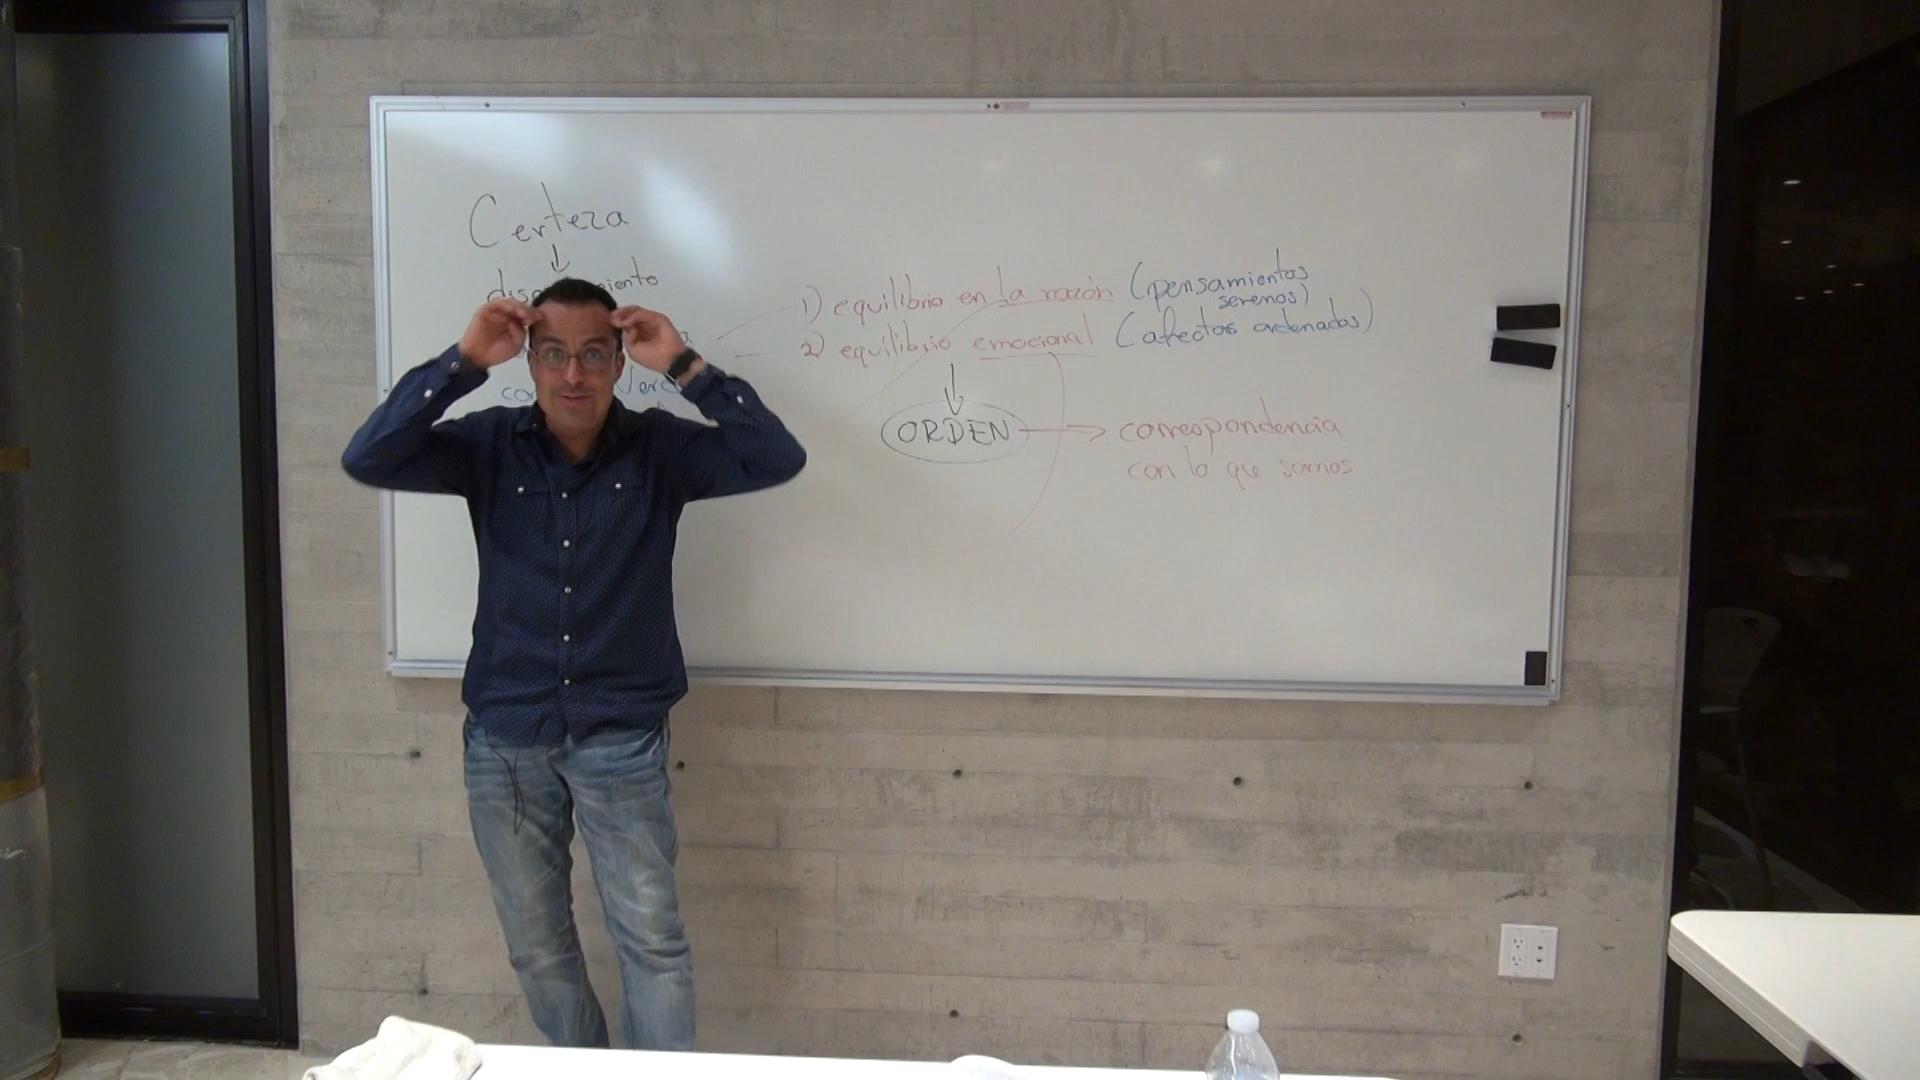 Certeza
1) equilibrio en la razón (pensamientos
serenos)
2) equilibrio emocional (afectos ordenados)
ORDEN
correspondencia
con lo que somos